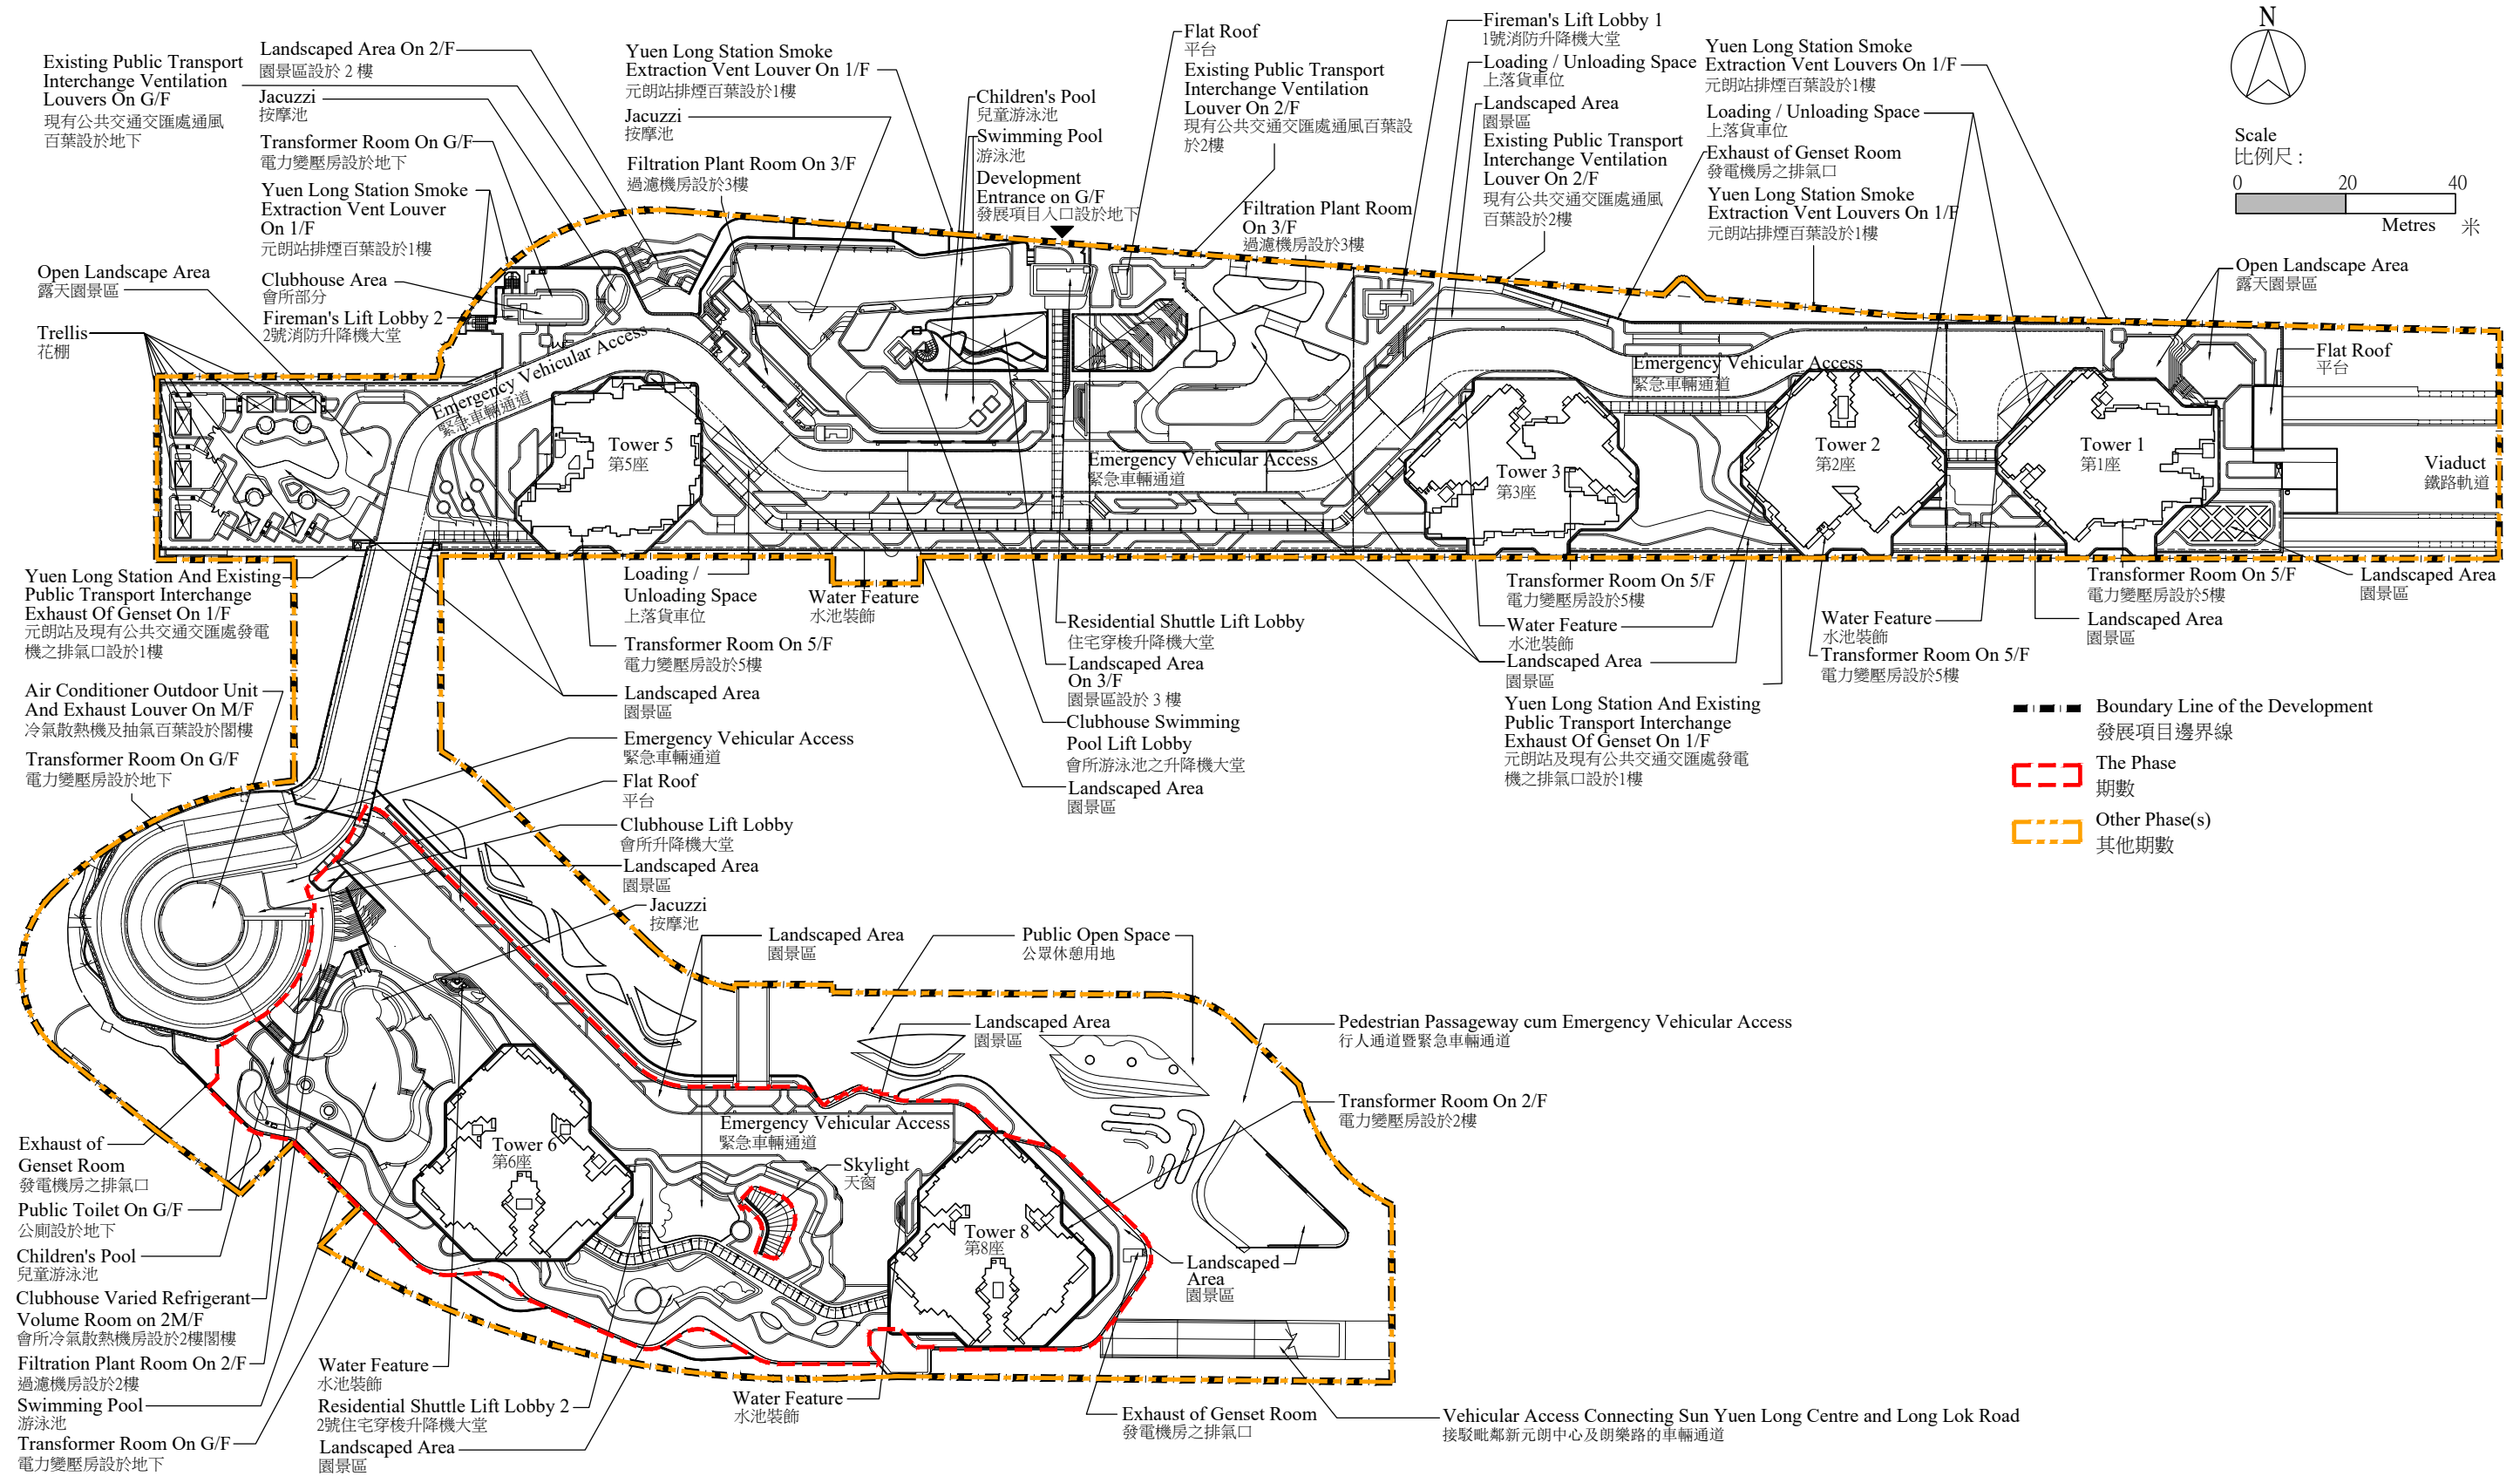 Existing Public Transport
Interchange Ventilation
Louvers On G/F
現有公共交通交匯處通風
百葉設於地下
Landscaped Area On 2/F
園景區設於 2 樓
Jacuzzi
按摩池
Transformer Room On G/F
電力變壓房設於地下
Yuen Long Station Smoke
Extraction Vent Louver
On 1/F
元朗站排煙百葉設於1樓
Clubhouse Area
會所部分
Fireman's Lift Lobby 2
2號消防升降機大堂
Open Landscape Area
露天園景區
Trellis
花棚
Yuen Long Station Smoke
Extraction Vent Louver On 1/F
元朗站排煙百葉設於1樓
Jacuzzi
按摩池
Filtration Plant Room On 3/F
過濾機房設於3樓
Children's Pool
兒童游泳池
Swimming Pool
游泳池
Development
Entrance on G/F
發展項目入口設於地下
Flat Roof
平台
Existing Public Transport
Interchange Ventilation
Louver On 2/F
現有公共交通交匯處通風百葉設
於2樓
Filtration Plant Room
On 3/F
過濾機房設於3樓
Fireman's Lift Lobby 1
1號消防升降機大堂
Loading / Unloading Space
上落貨車位
Landscaped Area
園景區
Existing Public Transport
Interchange Ventilation
Louver On 2/F
現有公共交通交匯處通風
百葉設於2樓
Yuen Long Station Smoke
Extraction Vent Louvers On 1/F
元朗站排煙百葉設於1樓
Loading / Unloading Space
上落貨車位
Exhaust of Genset Room
發電機房之排氣口
Yuen Long Station Smoke
Extraction Vent Louvers On 1/F
元朗站排煙百葉設於1樓
N
Scale
比例尺 :
0 20 40
Metres 米
Open Landscape Area
露天園景區
Flat Roof
平台
Emergency Vehicular Access
緊急車輛通道
Tower 5
第5座
Emergency Vehicular Access
緊急車輛通道
Emergency Vehicular Access
緊急車輛通道
Tower 3
第3座
Tower 2
第2座
Tower 1
第1座
Viaduct
鐵路軌道
Yuen Long Station And Existing
Public Transport Interchange
Exhaust Of Genset On 1/F
元朗站及現有公共交通交匯處發電
機之排氣口設於1樓
Loading /
Unloading Space
上落貨車位
Water Feature
水池裝飾
Transformer Room On 5/F
電力變壓房設於5樓
Landscaped Area
園景區
Residential Shuttle Lift Lobby
住宅穿梭升降機大堂
Landscaped Area
On 3/F
園景區設於 3 樓
Clubhouse Swimming
Pool Lift Lobby
會所游泳池之升降機大堂
Landscaped Area
園景區
Transformer Room On 5/F
電力變壓房設於5樓
Water Feature
水池裝飾
Landscaped Area
園景區
Yuen Long Station And Existing
Public Transport Interchange
Exhaust Of Genset On 1/F
元朗站及現有公共交通交匯處發電
機之排氣口設於1樓
Water Feature
水池裝飾
Transformer Room On 5/F
電力變壓房設於5樓
Transformer Room On 5/F
電力變壓房設於5樓
Landscaped Area
園景區
Landscaped Area
園景區
Boundary Line of the Development
發展項目邊界線
The Phase
期數
Other Phase(s)
其他期數
Air Conditioner Outdoor Unit
And Exhaust Louver On M/F
冷氣散熱機及抽氣百葉設於閣樓
Transformer Room On G/F
電力變壓房設於地下
Emergency Vehicular Access
緊急車輛通道
Flat Roof
平台
Clubhouse Lift Lobby
會所升降機大堂
Landscaped Area
園景區
Jacuzzi
按摩池
Landscaped Area
園景區
Public Open Space
公眾休憩用地
Landscaped Area
園景區
Pedestrian Passageway cum Emergency Vehicular Access
行人通道暨緊急車輛通道
Transformer Room On 2/F
電力變壓房設於2樓
Emergency Vehicular Access
緊急車輛通道
Tower 6
第6座
Skylight
天窗
Tower 8
第8座
Landscaped
Area
園景區
Exhaust of
Genset Room
發電機房之排氣口
Public Toilet On G/F
公廁設於地下
Children's Pool
兒童游泳池
Clubhouse Varied Refrigerant
Volume Room on 2M/F
會所冷氣散熱機房設於2樓閣樓
Filtration Plant Room On 2/F
過濾機房設於2樓
Swimming Pool
游泳池
Transformer Room On G/F
電力變壓房設於地下
Water Feature
水池裝飾
Residential Shuttle Lift Lobby 2
2號住宅穿梭升降機大堂
Landscaped Area
園景區
Water Feature
水池裝飾
Exhaust of Genset Room
發電機房之排氣口
Vehicular Access Connecting Sun Yuen Long Centre and Long Lok Road
接駁毗鄰新元朗中心及朗樂路的車輛通道